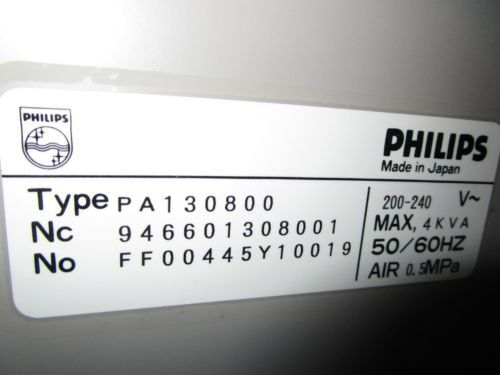 PHILIPS
PHILIPS
Made in Japan
Type PA130800
Nc 946601308001
No FF00445Y10019
200-240 V~
MAX, 4KVA
50/60HZ
AIR 0.5MPa